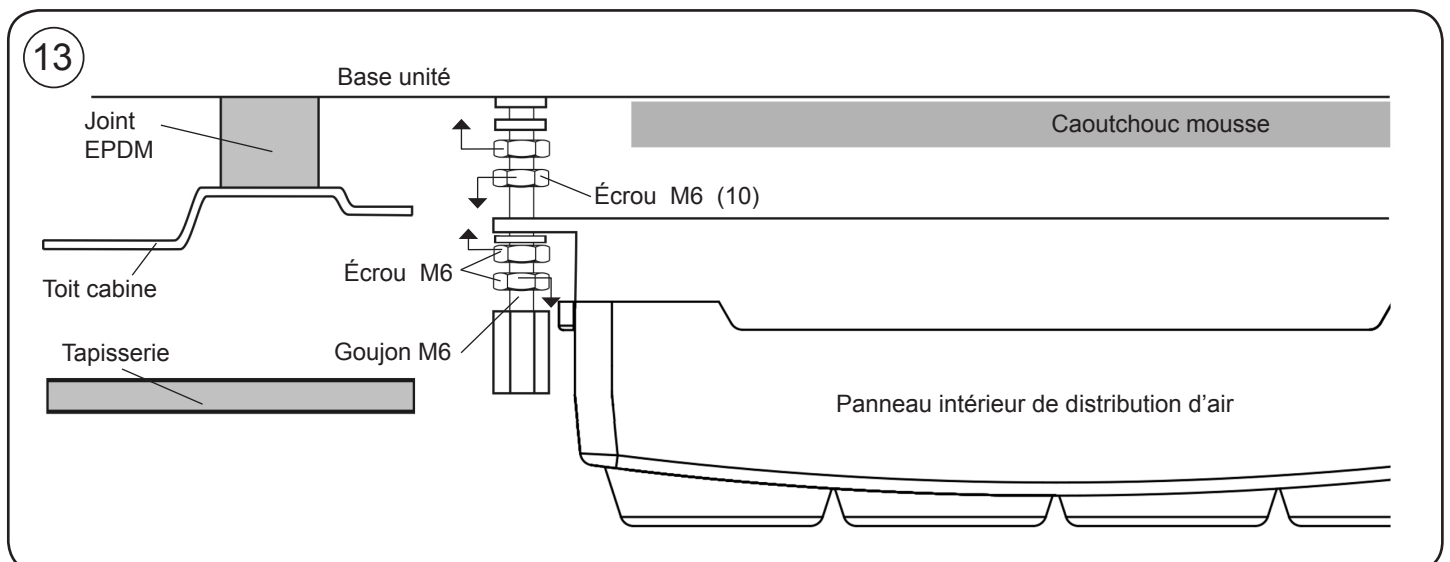 13
Base unité
Joint
EPDM
Caoutchouc mousse
Écrou M6 (10)
Écrou M6
Toit cabine
Tapisserie
Goujon M6
Panneau intérieur de distribution d’air